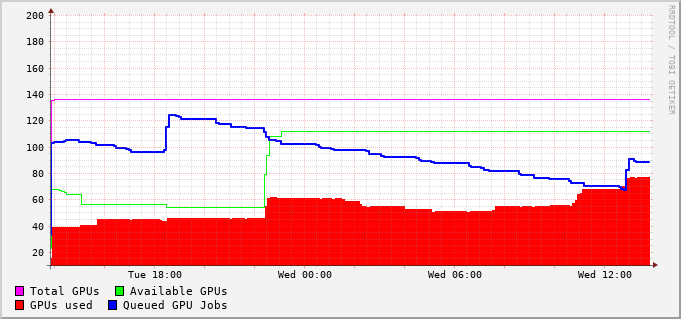 200
180
160
140
120
100
80
60
40
20
Tue 18:00 Wed 00:00 Wed 06:00 Wed 12:00
Total GPUs Available GPUs
GPUs used Queued GPU Jobs
RRDTOOL / TOBI OETIKER